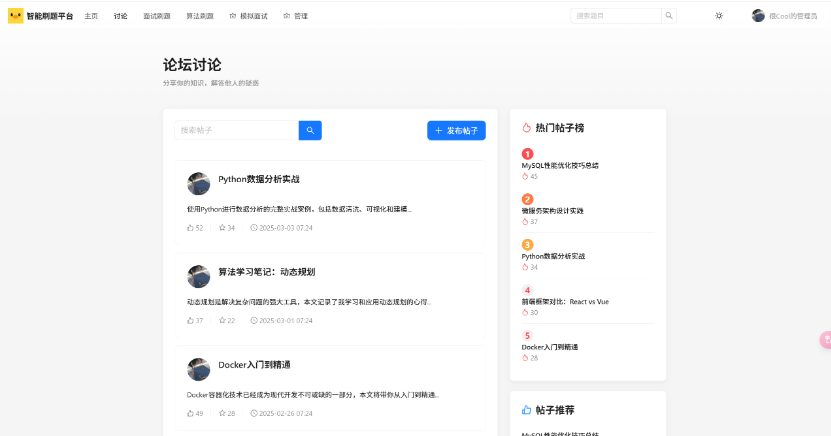 智能刷题平台 主页 讨论 面试刷题 算法刷题 模拟面试 管理 搜索题目 很Cool的管理员
论坛讨论
分享你的知识，解答他人的疑惑
搜索帖子
发布帖子
Python数据分析实战
使用Python进行数据分析的完整实战案例，包括数据清洗、可视化和建模...
52 34 2025-03-03 07:24
算法学习笔记：动态规划
动态规划是解决复杂问题的强大工具，本文记录了我学习和应用动态规划的心得...
37 22 2025-03-01 07:24
Docker入门到精通
Docker容器化技术已经成为现代开发不可或缺的一部分，本文将带你从入门到精通...
49 28 2025-02-26 07:24
热门帖子榜
1
MySQL性能优化技巧总结
45
2
微服务架构设计实践
37
3
Python数据分析实战
34
4
前端框架对比：React vs Vue
30
5
Docker入门到精通
28
帖子推荐
MySQL性能优化技巧总结